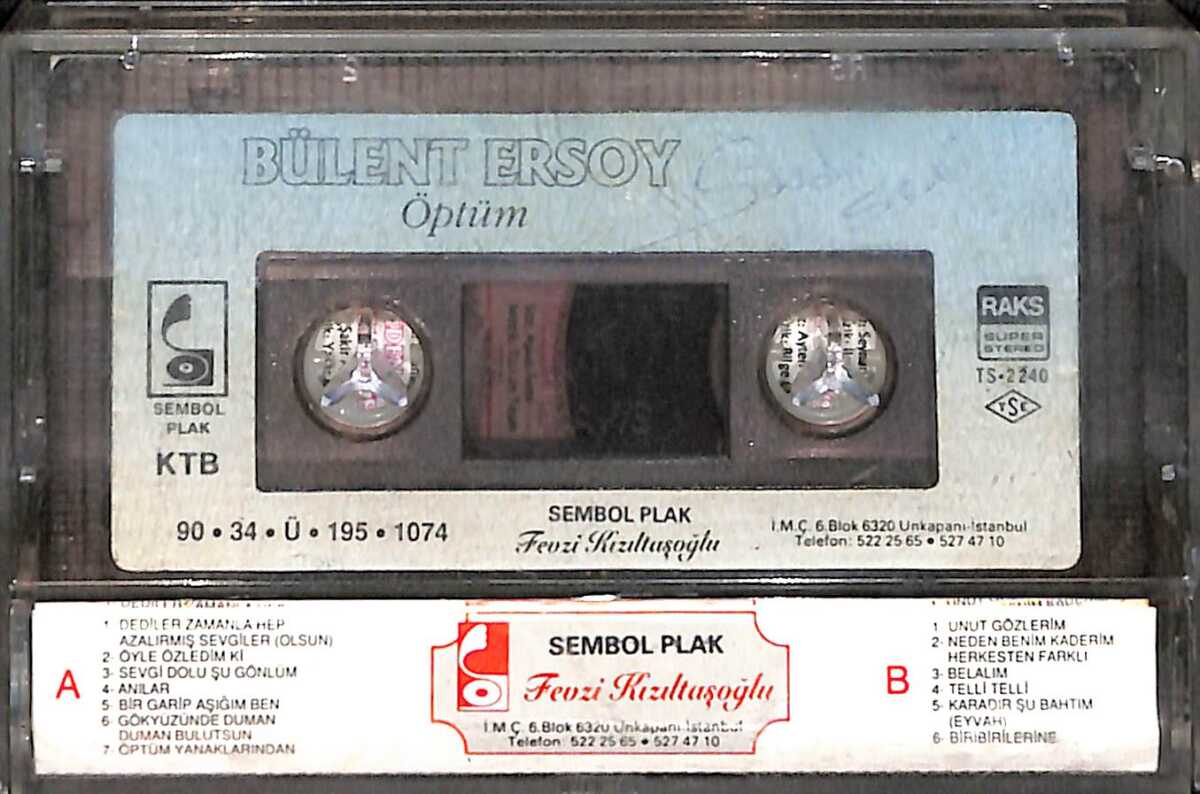 BÜLENT ERSOY
Öptüm
SEMBOL
PLAK
KTB
RAKS
SUPER
STEREO
TS-2240
TSE
90 • 34 • Ü • 195 • 1074
SEMBOL PLAK
Fevzi Kızıltaşoğlu
İ.M.Ç. 6.Blok 6320 Unkapanı-İstanbul
Telefon: 522 25 65 • 527 47 10
A
1- DEDİLER ZAMANLA HEP
AZALIRMIŞ SEVGİLER (OLSUN)
2- ÖYLE ÖZLEDİM Kİ
3- SEVGİ DOLU ŞU GÖNLÜM
4- ANILAR
5- BİR GARİP AŞIĞIM BEN
6- GÖKYÜZÜNDE DUMAN
DUMAN BULUTSUN
7- ÖPTÜM YANAKLARINDAN
SEMBOL PLAK
Fevzi Kızıltaşoğlu
İ.M.Ç. 6.Blok 6320 Unkapanı-İstanbul
Telefon: 522 25 65 • 527 47 10
B
1- UNUT GÖZLERİM
2- NEDEN BENİM KADERİM
HERKESTEN FARKLI
3- BELALIM
4- TELLİ TELLİ
5- KARADIR ŞU BAHTIM
(EYVAH)
6- BİRİBİRİLERİNE